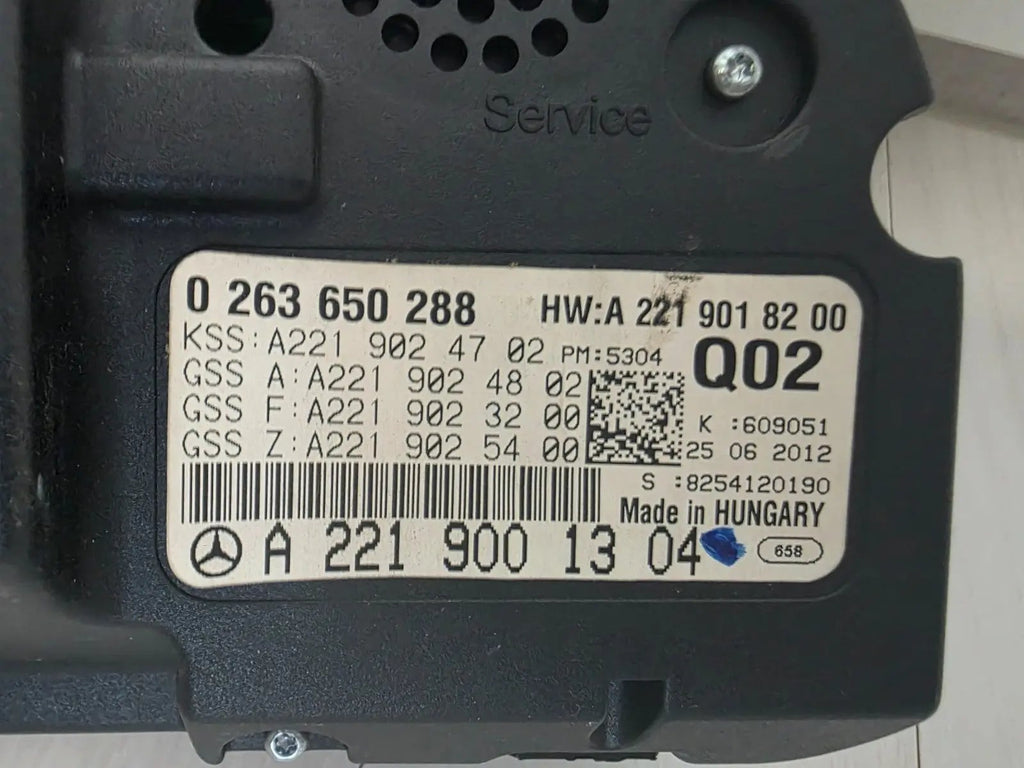 Service
0 263 650 288 HW:A 221 901 82 00
KSS:A221 902 47 02 PM:5304 Q02
GSS A:A221 902 48 02
GSS F:A221 902 32 00 K :609051
GSS Z:A221 902 54 00 25 06 2012
S :8254120190
Made in HUNGARY
A 221 900 13 04 658